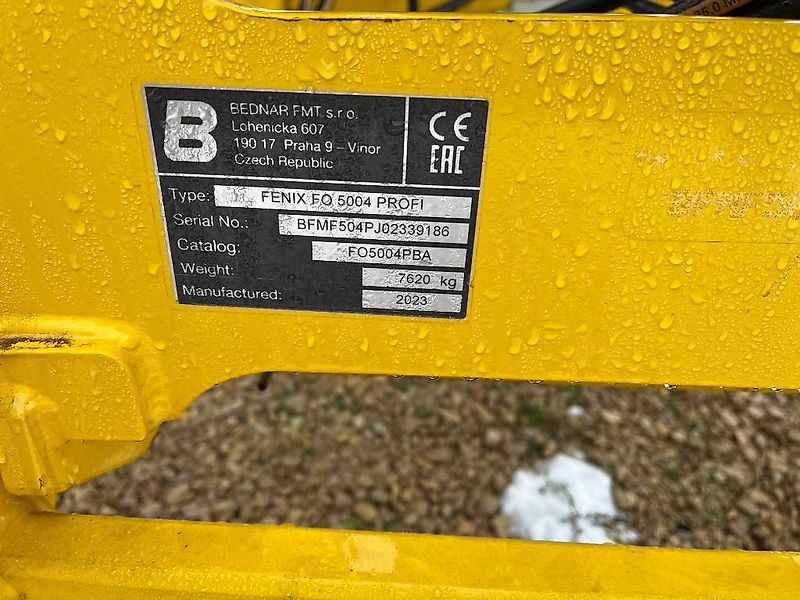 B
BEDNAR FMT s.r.o.
Lohenicka 607
190 17 Praha 9 – Vinor
Czech Republic
CE
EAC
Type: FENIX FO 5004 PROFI
Serial No.: BFMF504PJ02339186
Catalog: FO5004PBA
Weight: 7620 kg
Manufactured: 2023